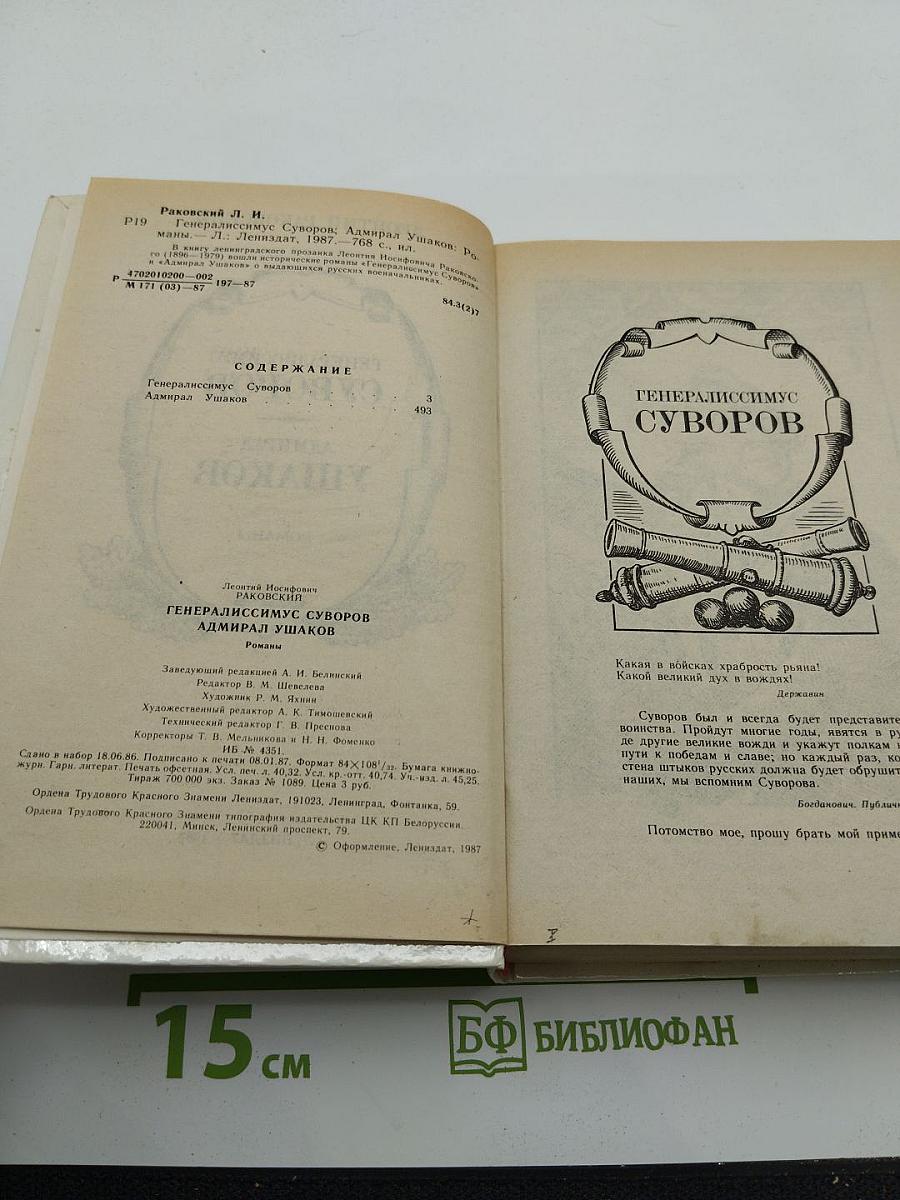 Раковский Л. И.
Р19 Генералиссимус Суворов; Адмирал Ушаков: Ро-
маны.— Л.: Лениздат, 1987.—768 с., ил.
В книгу ленинградского прозаика Леонтия Иосифовича Раковско-
го (1896—1979) вошли исторические романы «Генералиссимус Суворов»
и «Адмирал Ушаков» о выдающихся русских военачальниках.
Р 4702010200—002 197—87
М 171 (03)—87
84.3(2)7
СОДЕРЖАНИЕ
Генералиссимус Суворов . . . . 3
Адмирал Ушаков . . . . . . . 493
Леонтий Иосифович
РАКОВСКИЙ
ГЕНЕРАЛИССИМУС СУВОРОВ
АДМИРАЛ УШАКОВ
Романы
Заведующий редакцией А. И. Белинский
Редактор В. М. Шевелева
Художник Р. М. Яхнин
Художественный редактор А. К. Тимошевский
Технический редактор Г. В. Преснова
Корректоры Т. В. Мельникова и Н. Н. Фоменко
ИБ № 4351.
Сдано в набор 18.06.86. Подписано к печати 08.01.87. Формат 84×108¹/₃₂. Бумага книжно-
журн. Гарн. литерат. Печать офсетная. Усл. печ. л. 40,32. Усл. кр.-отт. 40,74. Уч.-изд. л. 45,25.
Тираж 700 000 экз. Заказ № 1089. Цена 3 руб.
Ордена Трудового Красного Знамени Лениздат, 191023, Ленинград, Фонтанка, 59.
Ордена Трудового Красного Знамени типография издательства ЦК КП Белоруссии.
220041, Минск, Ленинский проспект, 79.
© Оформление, Лениздат, 1987
ГЕНЕРАЛИССИМУС
СУВОРОВ
Какая в во́йсках храбрость рьяна!
Какой великий дух в вождях!
Державин
Суворов был и всегда будет представите
воинства. Пройдут многие годы, явятся в ру
де другие великие вожди и укажут полкам н
пути к победам и славе; но каждый раз, ко
стена штыков русских должна будет обрушит
наших, мы вспомним Суворова.
Богданович. Публичн
Потомство мое, прошу брать мой приме
15 см
БФ БИБЛИОФАН